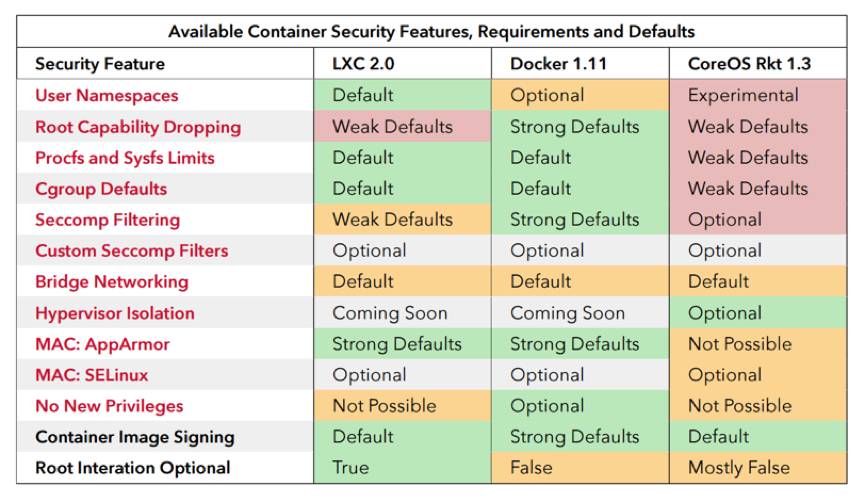 Available Container Security Features, Requirements and Defaults
Security Feature LXC 2.0 Docker 1.11 CoreOS Rkt 1.3
User Namespaces Default Optional Experimental
Root Capability Dropping Weak Defaults Strong Defaults Weak Defaults
Procfs and Sysfs Limits Default Default Weak Defaults
Cgroup Defaults Default Default Weak Defaults
Seccomp Filtering Weak Defaults Strong Defaults Optional
Custom Seccomp Filters Optional Optional Optional
Bridge Networking Default Default Default
Hypervisor Isolation Coming Soon Coming Soon Optional
MAC: AppArmor Strong Defaults Strong Defaults Not Possible
MAC: SELinux Optional Optional Optional
No New Privileges Not Possible Optional Not Possible
Container Image Signing Default Strong Defaults Default
Root Interation Optional True False Mostly False